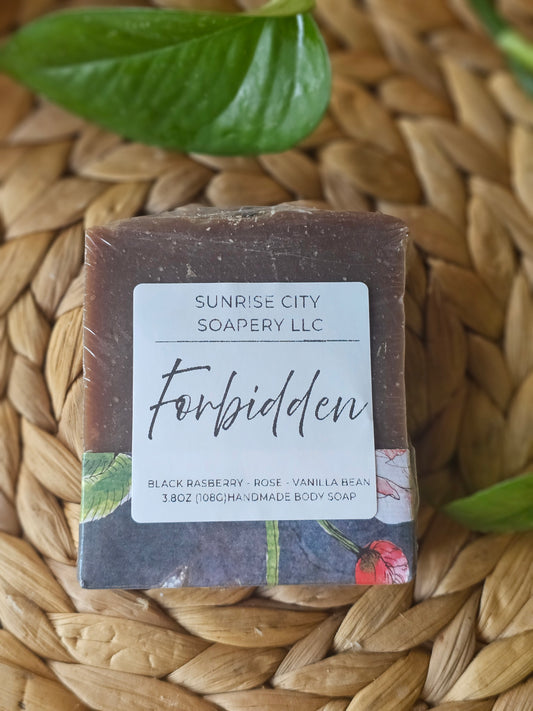 SUNRISE CITY
SOAPERY LLC
Forbidden
BLACK RASBERRY - ROSE - VANILLA BEAN
3.8OZ (108G)HANDMADE BODY SOAP